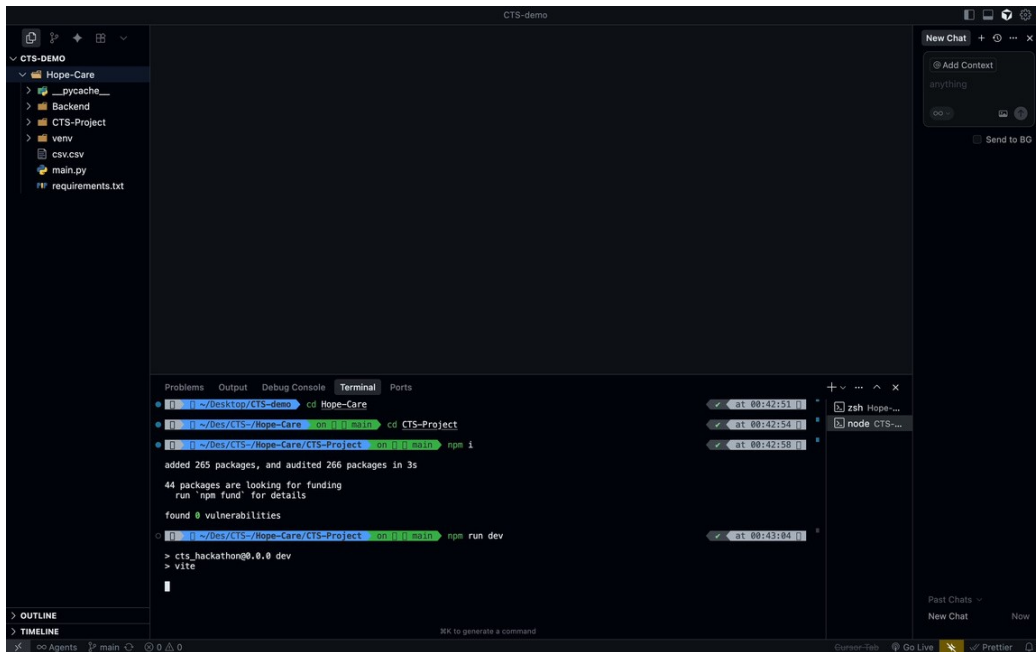 CTS-demo
CTS-DEMO
Hope-Care
__pycache__
Backend
CTS-Project
venv
csv.csv
main.py
requirements.txt
OUTLINE
TIMELINE
Problems Output Debug Console Terminal Ports
~/Desktop/CTS-demo cd Hope-Care ✓ at 00:42:51
~/Des/CTS-/Hope-Care on main cd CTS-Project ✓ at 00:42:54
~/Des/CTS-/Hope-Care/CTS-Project on main npm i ✓ at 00:42:58
added 265 packages, and audited 266 packages in 3s
44 packages are looking for funding
run `npm fund` for details
found 0 vulnerabilities
~/Des/CTS-/Hope-Care/CTS-Project on main npm run dev ✓ at 00:43:04
> cts_hackathon@0.0.0 dev
> vite
⌘K to generate a command
zsh Hope-...
node CTS-...
New Chat
@ Add Context
anything
Send to BG
Past Chats
New Chat Now
Agents main 0 0 Cursor Tab Go Live Prettier